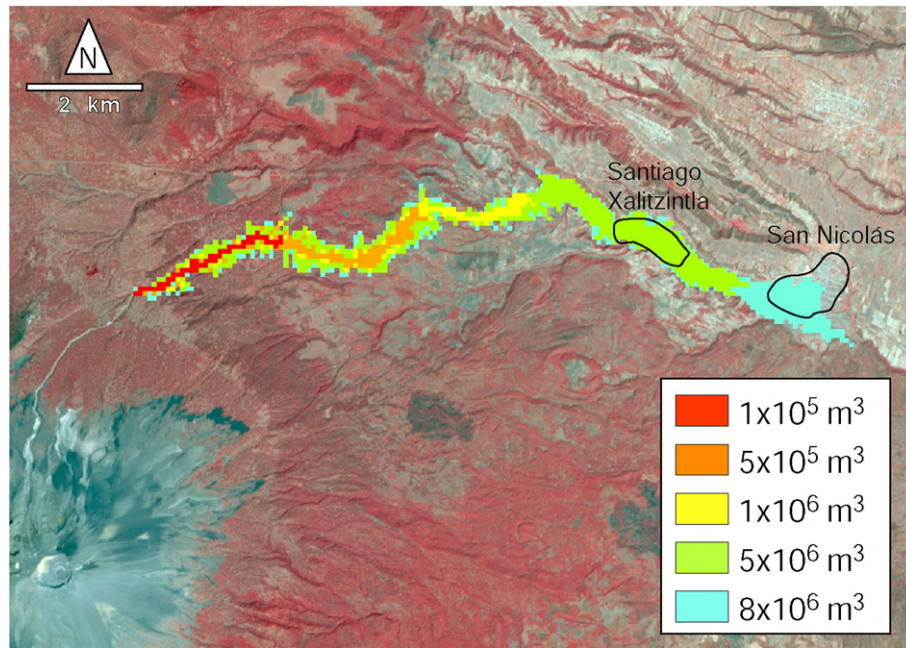 N
2 km
Santiago
Xalitzintla
San Nicolás
1x10⁵ m³
5x10⁵ m³
1x10⁶ m³
5x10⁶ m³
8x10⁶ m³